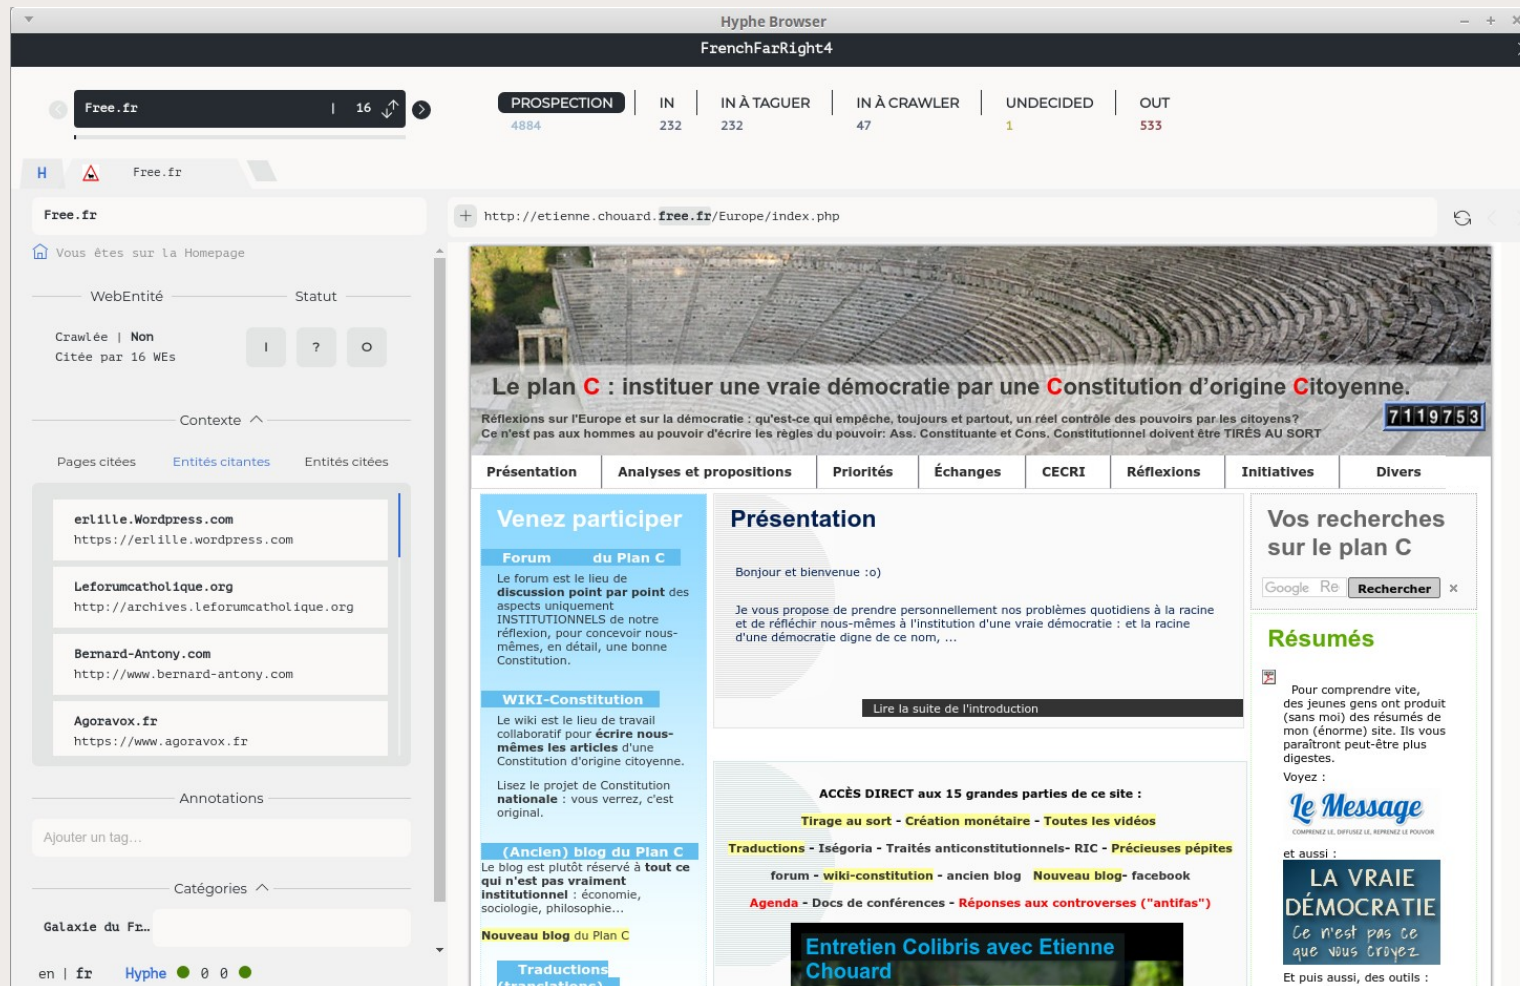 Hyphe Browser
FrenchFarRight4
Free.fr | 16
PROSPECTION IN IN À TAGUER IN À CRAWLER UNDECIDED OUT
4884 232 232 47 1 533
H Free.fr
Free.fr
http://etienne.chouard.free.fr/Europe/index.php
Vous êtes sur la Homepage
WebEntité Statut
Crawlée | Non
Citée par 16 WEs
I ? O
Contexte
Pages citées Entités citantes Entités citées
erlille.Wordpress.com
https://erlille.wordpress.com
Leforumcatholique.org
http://archives.leforumcatholique.org
Bernard-Antony.com
http://www.bernard-antony.com
Agoravox.fr
https://www.agoravox.fr
Annotations
Ajouter un tag…
Catégories
Galaxie du Fr…
en | fr Hyphe 0 0
Le plan C : instituer une vraie démocratie par une Constitution d'origine Citoyenne.
Réflexions sur l'Europe et sur la démocratie : qu'est-ce qui empêche, toujours et partout, un réel contrôle des pouvoirs par les citoyens?
Ce n'est pas aux hommes au pouvoir d'écrire les règles du pouvoir: Ass. Constituante et Cons. Constitutionnel doivent être TIRÉS AU SORT
7119753
Présentation Analyses et propositions Priorités Échanges CECRI Réflexions Initiatives Divers
Venez participer
Forum du Plan C
Le forum est le lieu de
discussion point par point des
aspects uniquement
INSTITUTIONNELS de notre
réflexion, pour concevoir nous-
mêmes, en détail, une bonne
Constitution.
WIKI-Constitution
Le wiki est le lieu de travail
collaboratif pour écrire nous-
mêmes les articles d'une
Constitution d'origine citoyenne.
Lisez le projet de Constitution
nationale : vous verrez, c'est
original.
(Ancien) blog du Plan C
Le blog est plutôt réservé à tout ce
qui n'est pas vraiment
institutionnel : économie,
sociologie, philosophie…
Nouveau blog du Plan C
Traductions
(translations)
Présentation
Bonjour et bienvenue :o)
Je vous propose de prendre personnellement nos problèmes quotidiens à la racine
et de réfléchir nous-mêmes à l'institution d'une vraie démocratie : et la racine
d'une démocratie digne de ce nom, ...
Lire la suite de l'introduction
ACCÈS DIRECT aux 15 grandes parties de ce site :
Tirage au sort - Création monétaire - Toutes les vidéos
Traductions - Iségoria - Traités anticonstitutionnels- RIC - Précieuses pépites
forum - wiki-constitution - ancien blog Nouveau blog- facebook
Agenda - Docs de conférences - Réponses aux controverses ("antifas")
Entretien Colibris avec Etienne
Chouard
Vos recherches
sur le plan C
Google Re Rechercher ×
Résumés
Pour comprendre vite,
des jeunes gens ont produit
(sans moi) des résumés de
mon (énorme) site. Ils vous
paraîtront peut-être plus
digestes.
Voyez :
le Message
COMPRENEZ LE, DIFFUSEZ LE, REPRENEZ LE POUVOIR
et aussi :
LA VRAIE
DÉMOCRATIE
Ce n'est pas ce
que vous croyez
Et puis aussi, des outils :